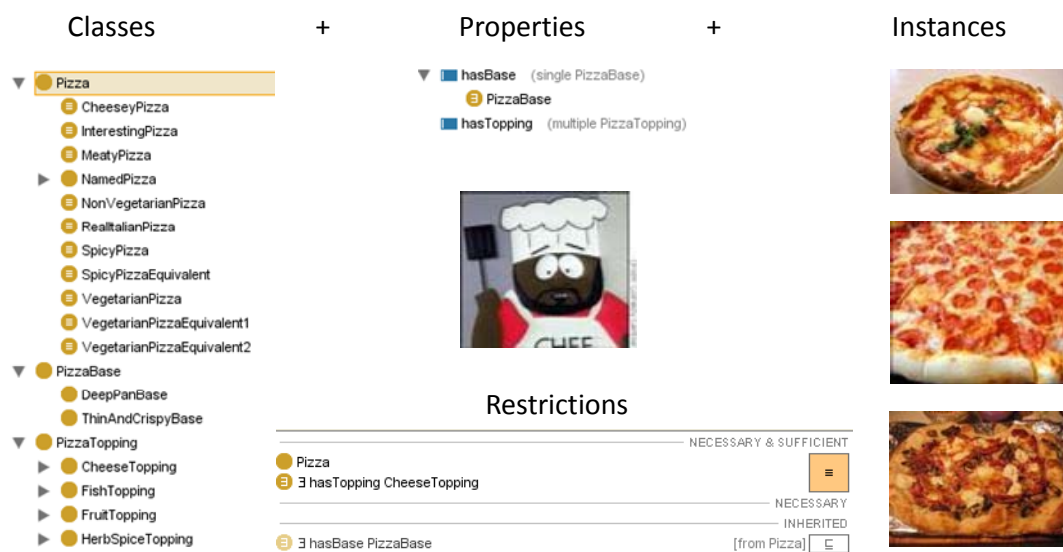 Classes + Properties + Instances
Pizza
CheeseyPizza
InterestingPizza
MeatyPizza
NamedPizza
NonVegetarianPizza
RealItalianPizza
SpicyPizza
SpicyPizzaEquivalent
VegetarianPizza
VegetarianPizzaEquivalent1
VegetarianPizzaEquivalent2
PizzaBase
DeepPanBase
ThinAndCrispyBase
PizzaTopping
CheeseTopping
FishTopping
FruitTopping
HerbSpiceTopping
hasBase (single PizzaBase)
∃ PizzaBase
hasTopping (multiple PizzaTopping)
CHEF
Restrictions
NECESSARY & SUFFICIENT
Pizza
∃ ∃ hasTopping CheeseTopping ≡
NECESSARY
INHERITED
∃ ∃ hasBase PizzaBase [from Pizza] ⊑